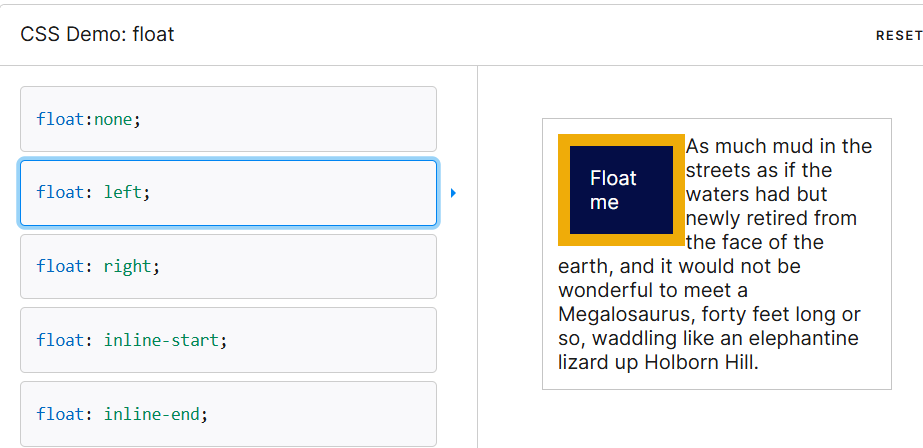 CSS Demo: float
RESET
float:none;
float: left;
float: right;
float: inline-start;
float: inline-end;
Float
me
As much mud in the
streets as if the
waters had but
newly retired from
the face of the
earth, and it would not be
wonderful to meet a
Megalosaurus, forty feet long or
so, waddling like an elephantine
lizard up Holborn Hill.